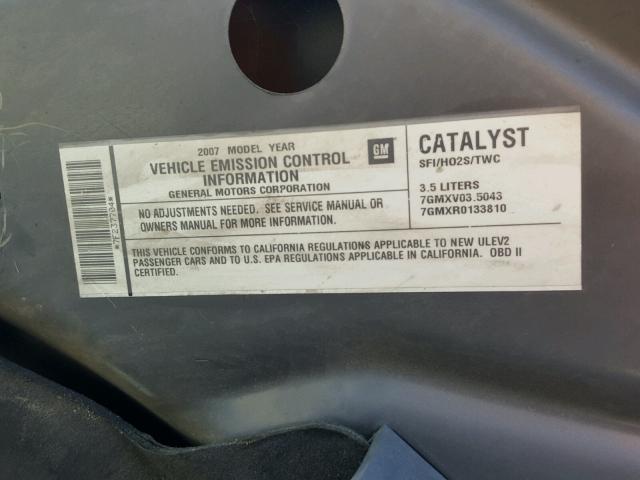 *7F237704*
2007 MODEL YEAR
VEHICLE EMISSION CONTROL
INFORMATION
GENERAL MOTORS CORPORATION
GM
NO ADJUSTMENTS NEEDED. SEE SERVICE MANUAL OR
OWNERS MANUAL FOR MORE INFORMATION.
CATALYST
SFI/HO2S/TWC
3.5 LITERS
7GMXV03.5043
7GMXR0133810
THIS VEHICLE CONFORMS TO CALIFORNIA REGULATIONS APPLICABLE TO NEW ULEV2
PASSENGER CARS AND TO U.S. EPA REGULATIONS APPLICABLE IN CALIFORNIA. OBD II
CERTIFIED.